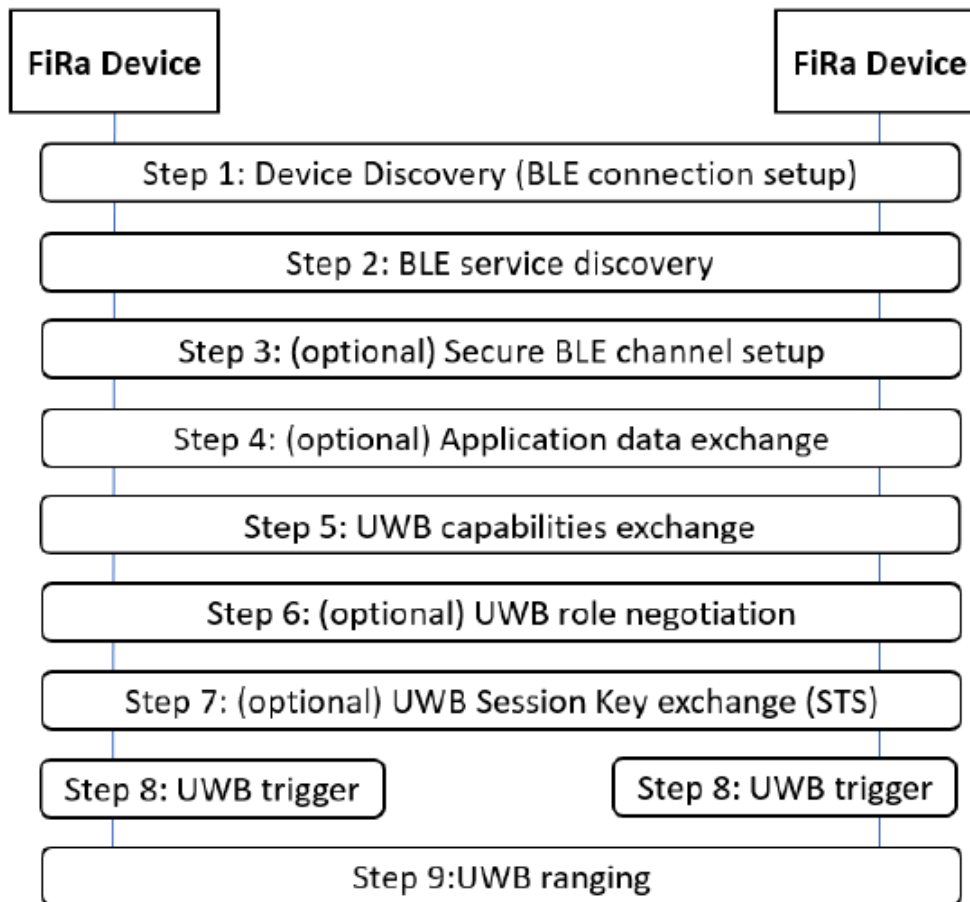 FiRa Device
FiRa Device
Step 1: Device Discovery (BLE connection setup)
Step 2: BLE service discovery
Step 3: (optional) Secure BLE channel setup
Step 4: (optional) Application data exchange
Step 5: UWB capabilities exchange
Step 6: (optional) UWB role negotiation
Step 7: (optional) UWB Session Key exchange (STS)
Step 8: UWB trigger
Step 8: UWB trigger
Step 9:UWB ranging